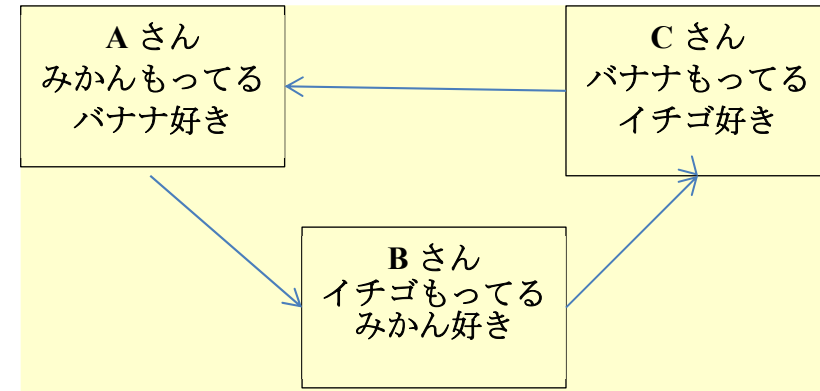 A さん
みかんもってる
バナナ好き
C さん
バナナもってる
イチゴ好き
B さん
イチゴもってる
みかん好き